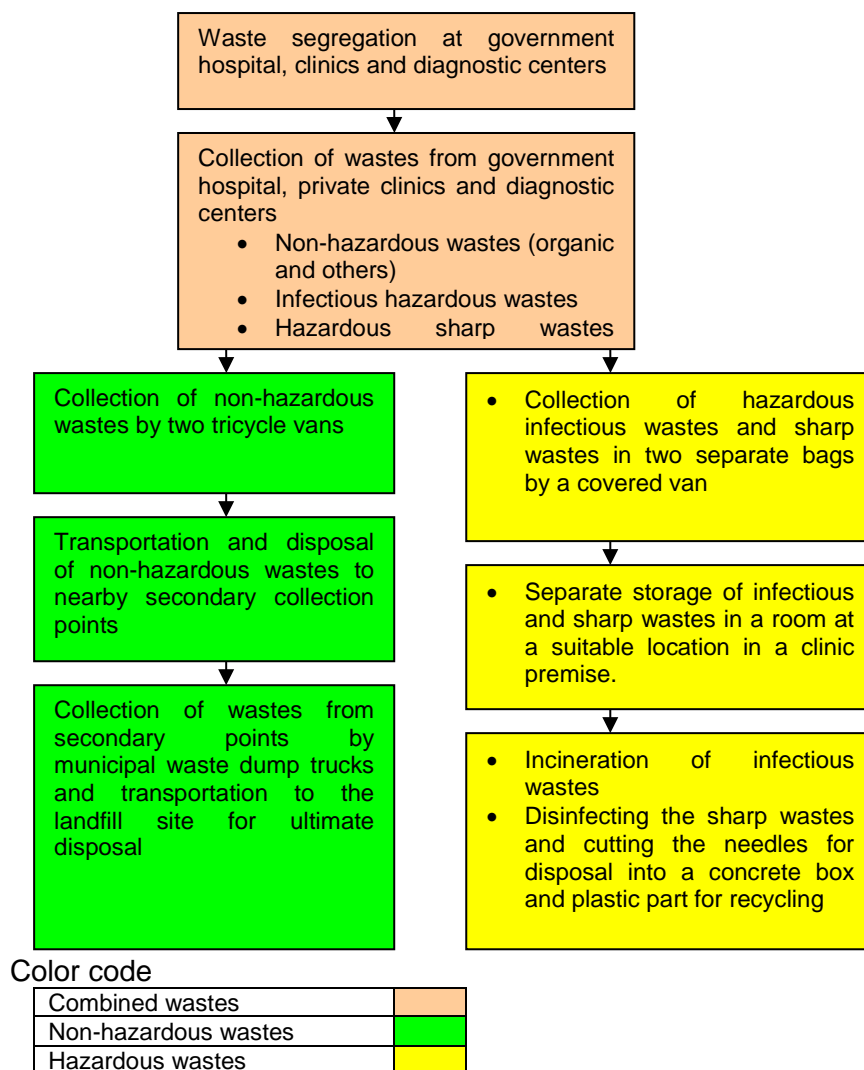 Waste segregation at government
hospital, clinics and diagnostic centers
Collection of wastes from government
hospital, private clinics and diagnostic
centers
• Non-hazardous wastes (organic
and others)
• Infectious hazardous wastes
• Hazardous sharp wastes
Collection of non-hazardous
wastes by two tricycle vans
Transportation and disposal
of non-hazardous wastes to
nearby secondary collection
points
Collection of wastes from
secondary points by
municipal waste dump trucks
and transportation to the
landfill site for ultimate
disposal
• Collection of hazardous
infectious wastes and sharp
wastes in two separate bags
by a covered van
• Separate storage of infectious
and sharp wastes in a room at
a suitable location in a clinic
premise.
• Incineration of infectious
wastes
• Disinfecting the sharp wastes
and cutting the needles for
disposal into a concrete box
and plastic part for recycling
Color code
Combined wastes
Non-hazardous wastes
Hazardous wastes